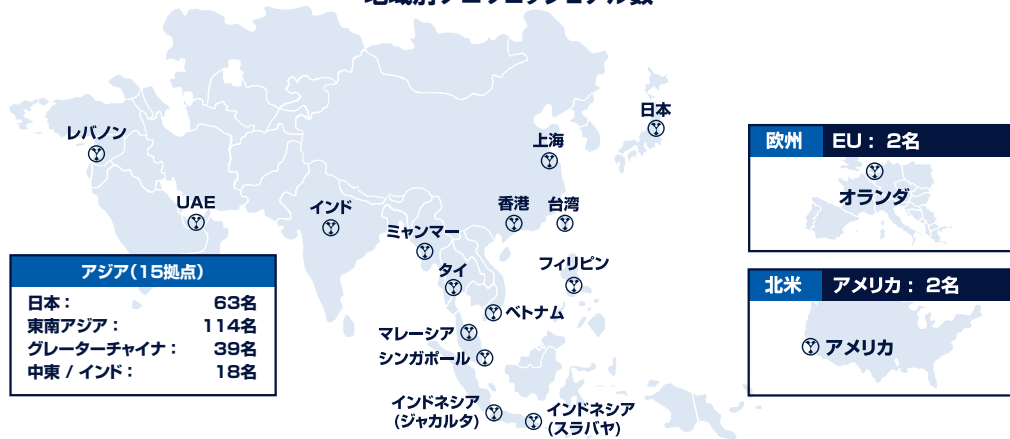 レバノン
日本
上海
UAE
インド
香港
台湾
ミャンマー
タイ
フィリピン
ベトナム
マレーシア
シンガポール
インドネシア
(ジャカルタ)
インドネシア
(スラバヤ)
アジア(15拠点)
日本： 63名
東南アジア： 114名
グレーターチャイナ： 39名
中東 / インド： 18名
欧州 EU： 2名
オランダ
北米 アメリカ： 2名
アメリカ